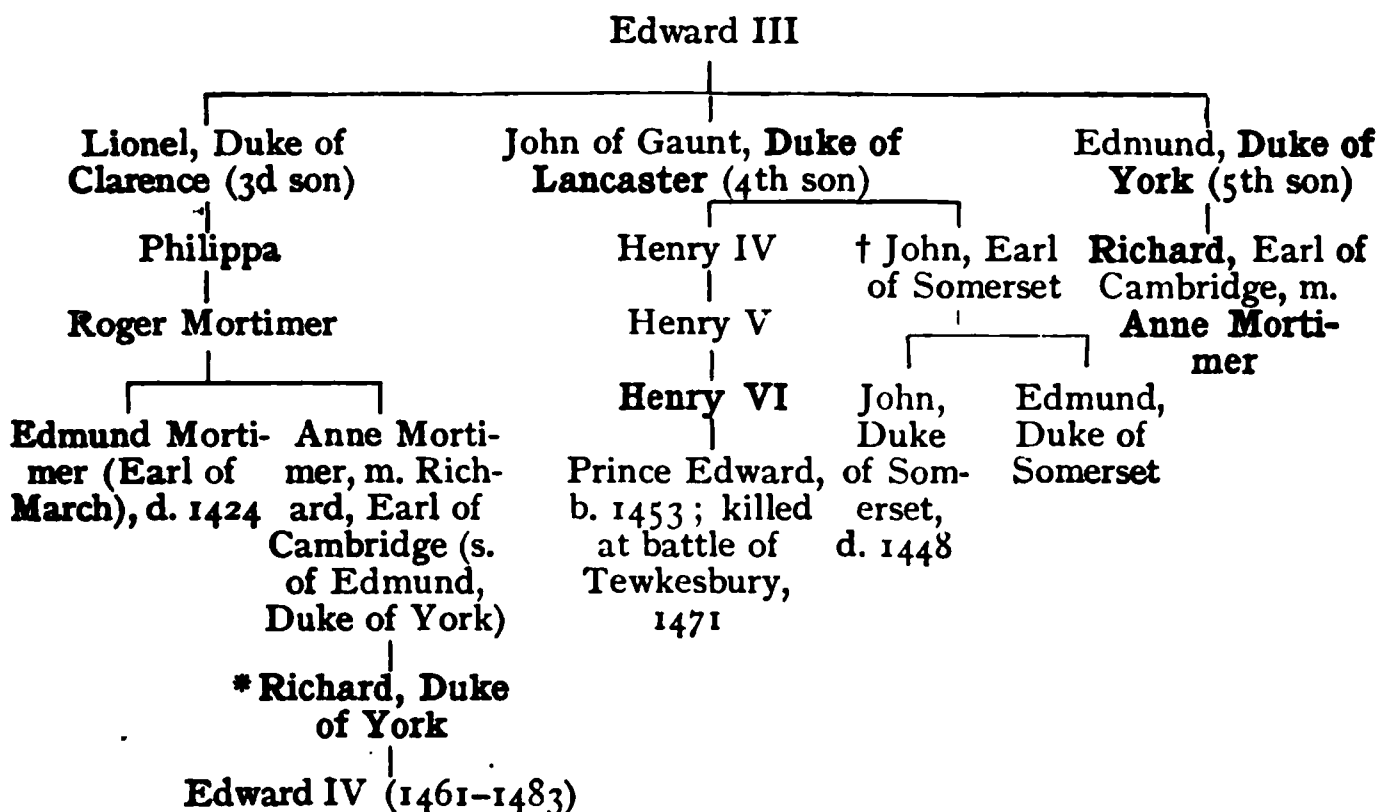 Edward III
Lionel, Duke of
Clarence (3d son)
John of Gaunt, Duke of
Lancaster (4th son)
Edmund, Duke of
York (5th son)
Philippa
Roger Mortimer
Henry IV
Henry V
Henry VI
† John, Earl
of Somerset
Richard, Earl of
Cambridge, m.
Anne Morti-
mer
Edmund Morti-
mer (Earl of
March), d. 1424
Anne Morti-
mer, m. Rich-
ard, Earl of
Cambridge (s.
of Edmund,
Duke of York)
Prince Edward,
b. 1453; killed
at battle of
Tewkesbury,
1471
John,
Duke
of Som-
erset,
d. 1448
Edmund,
Duke of
Somerset
*Richard, Duke
of York
Edward IV (1461–1483)